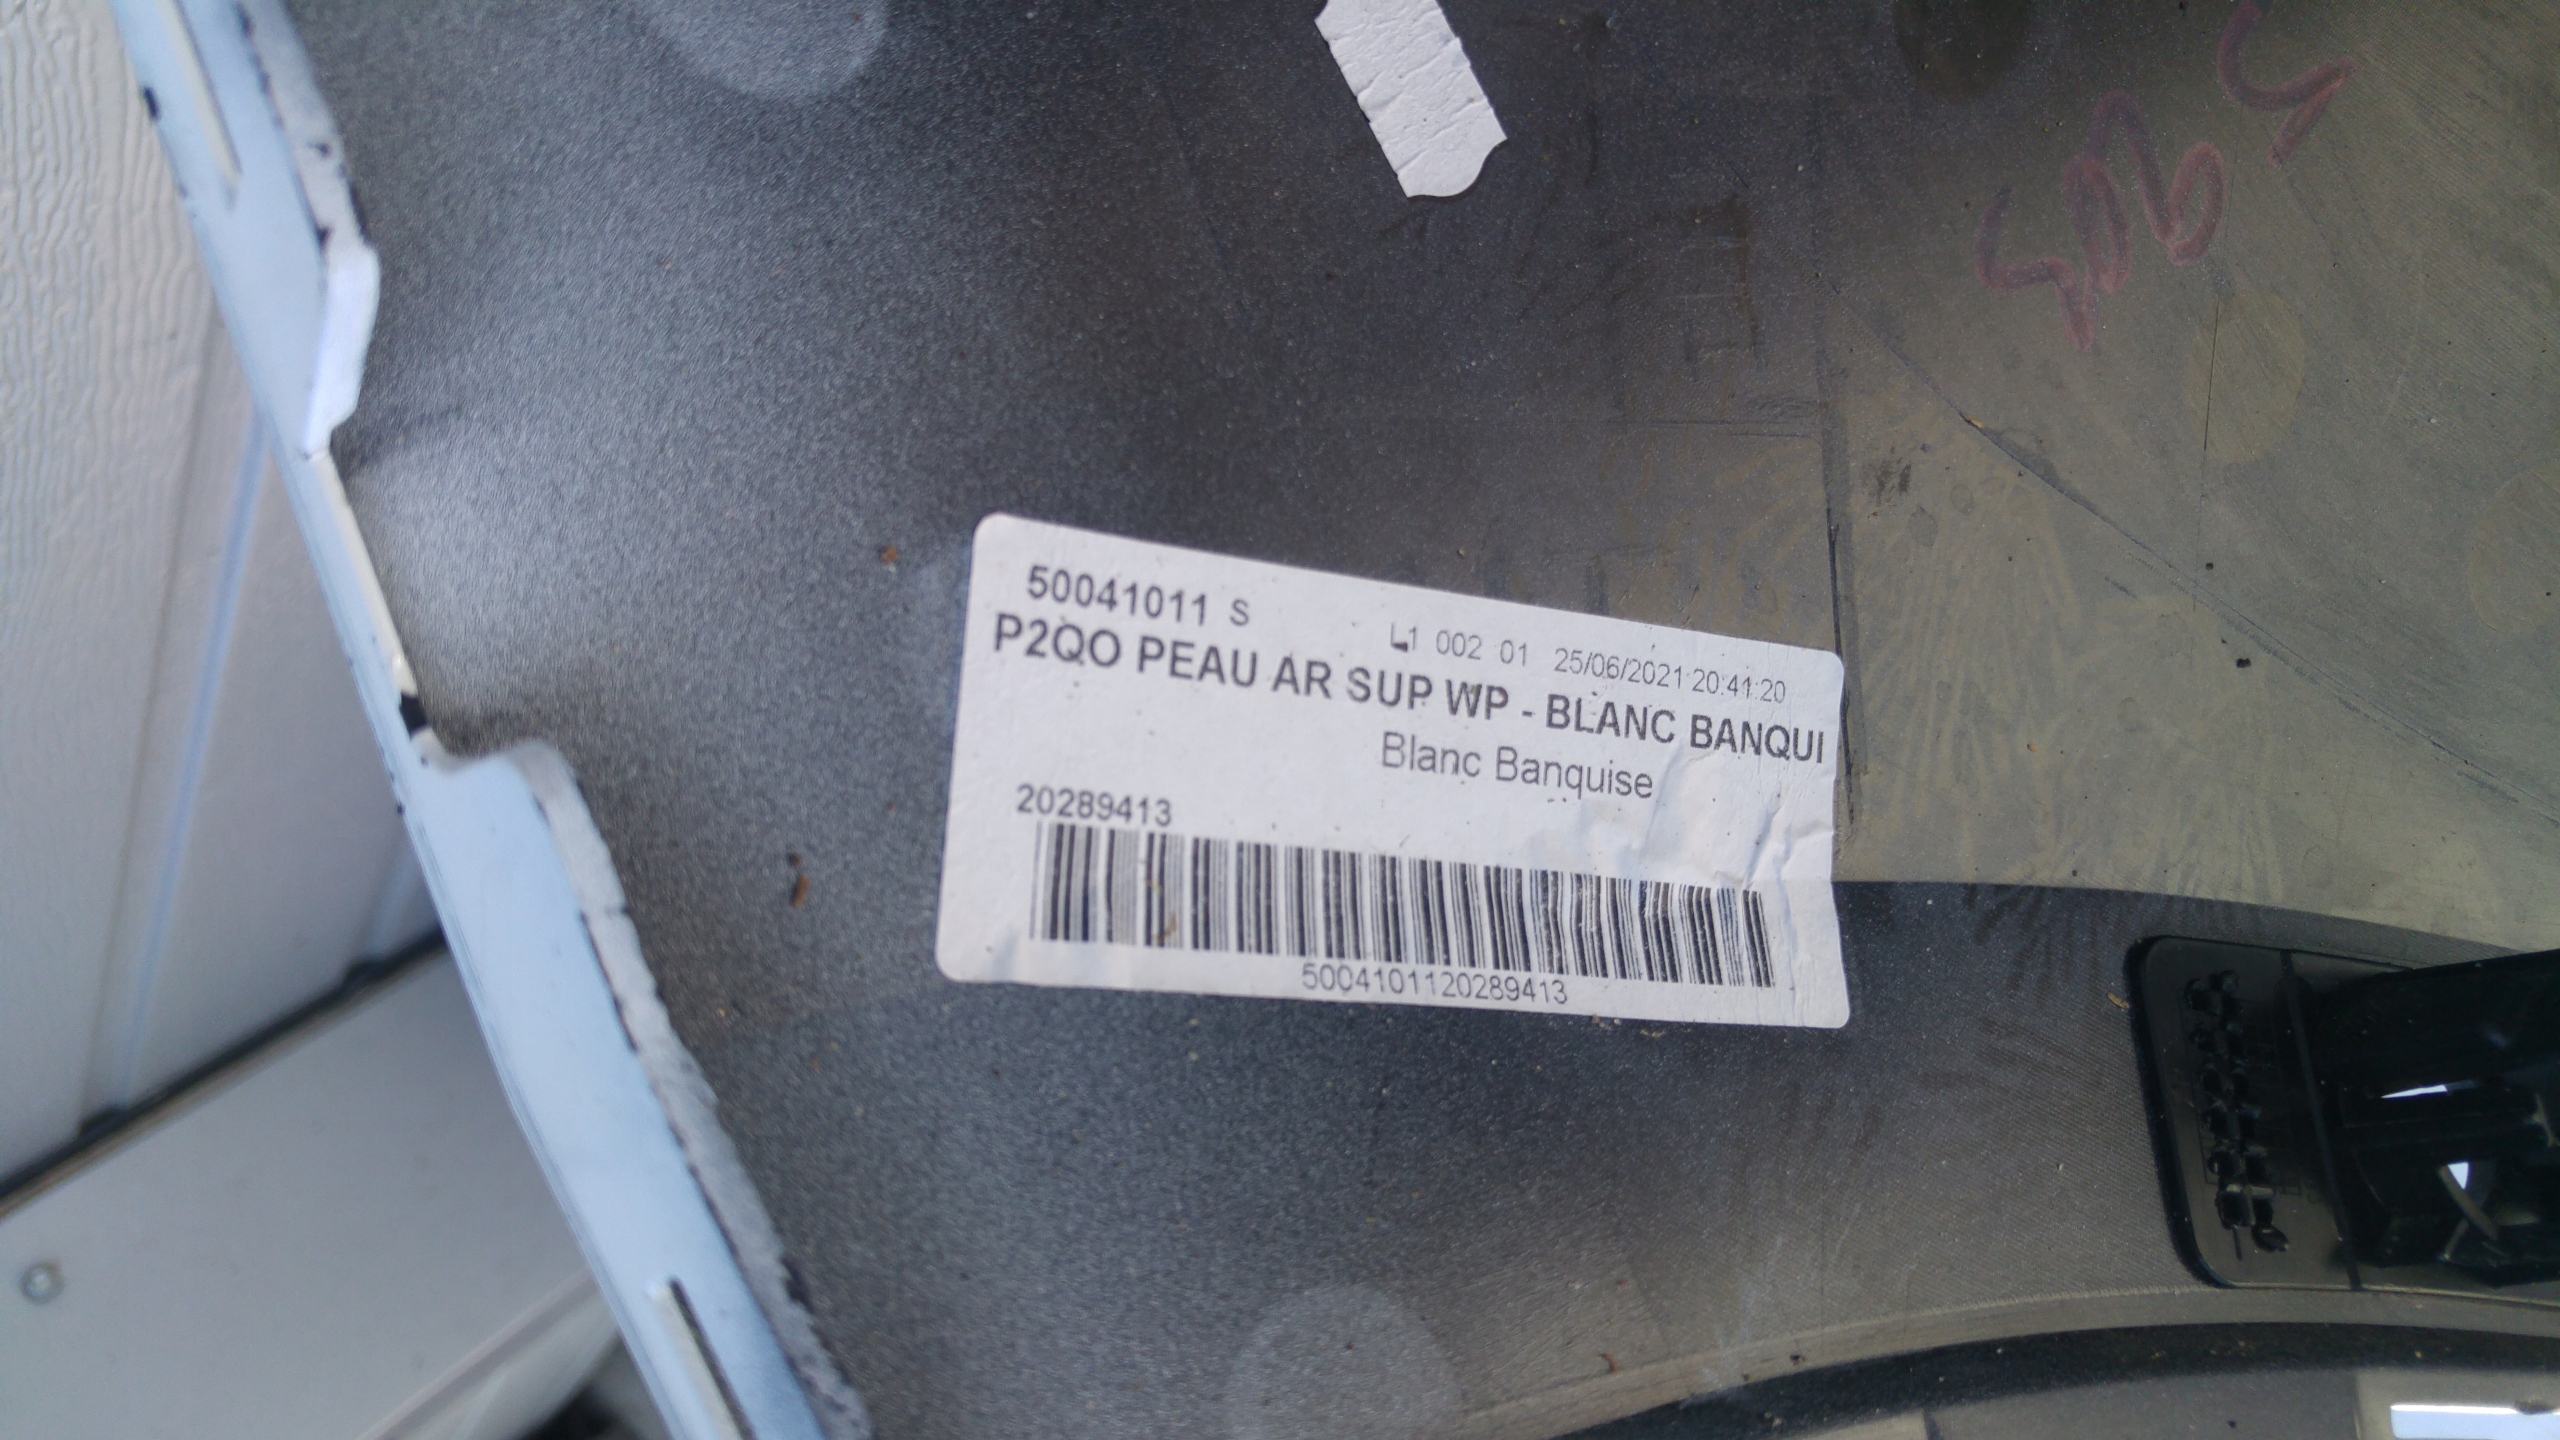 50041011 S
L1 002 01 25/06/2021 20:41:20
P2QO PEAU AR SUP WP - BLANC BANQUI
Blanc Banquise
20289413
5004101120289413